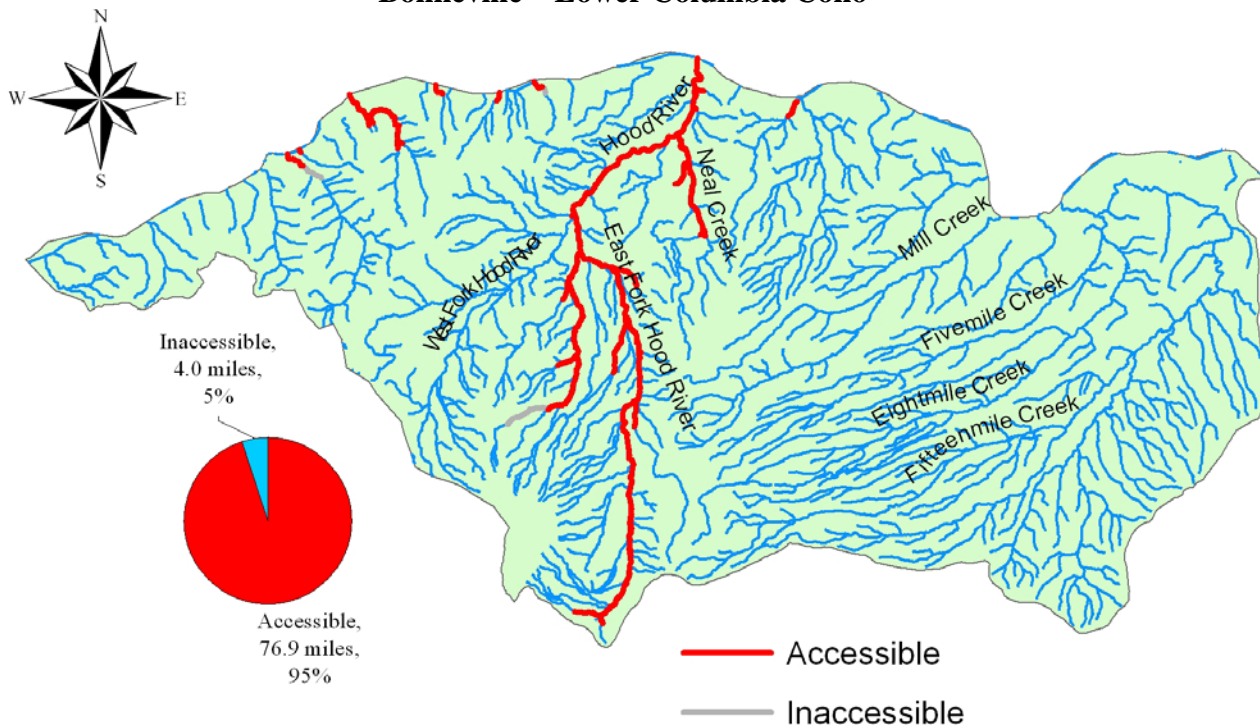 Bonneville - Lower Columbia Coho
N
W
E
S
Hood River
Neal Creek
West Fork Hood River
East Fork Hood River
Mill Creek
Fivemile Creek
Eightmile Creek
Fifteenmile Creek
Inaccessible,
4.0 miles,
5%
Accessible,
76.9 miles,
95%
Accessible
Inaccessible